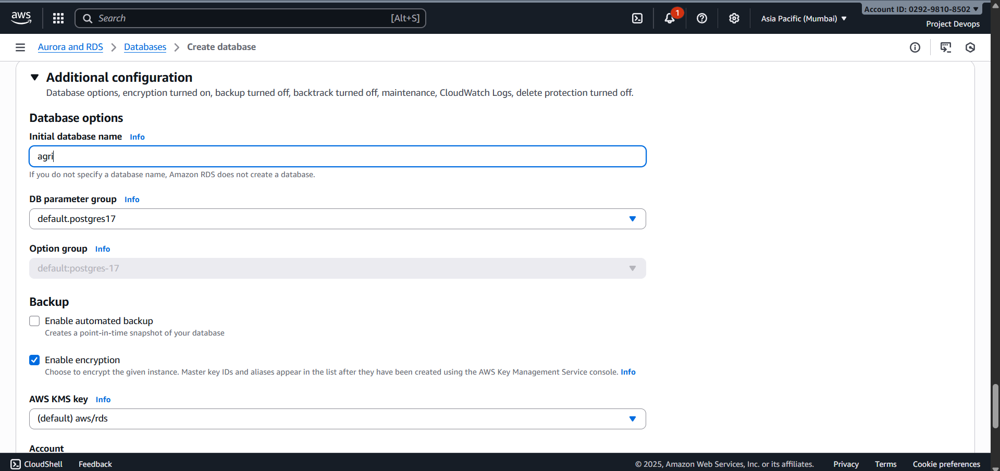 aws
Search [Alt+S]
1
Asia Pacific (Mumbai)
Account ID: 0292-9810-8502
Project Devops
Aurora and RDS Databases Create database
Additional configuration
Database options, encryption turned on, backup turned off, backtrack turned off, maintenance, CloudWatch Logs, delete protection turned off.
Database options
Initial database name Info
agri
If you do not specify a database name, Amazon RDS does not create a database.
DB parameter group Info
default.postgres17
Option group Info
default:postgres-17
Backup
Enable automated backup
Creates a point-in-time snapshot of your database
Enable encryption
Choose to encrypt the given instance. Master key IDs and aliases appear in the list after they have been created using the AWS Key Management Service console. Info
AWS KMS key Info
(default) aws/rds
Account
CloudShell Feedback © 2025, Amazon Web Services, Inc. or its affiliates. Privacy Terms Cookie preferences